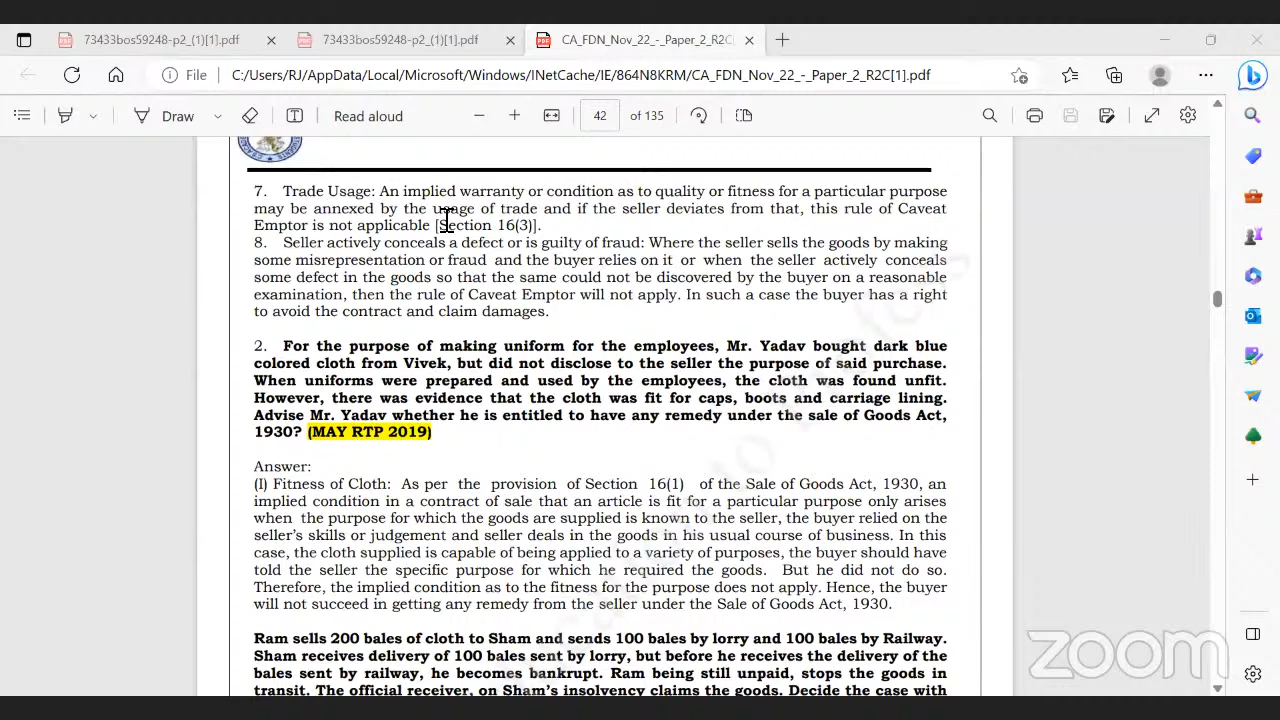 73433bos59248-p2_(1)[1].pdf
73433bos59248-p2_(1)[1].pdf
CA_FDN_Nov_22_-_Paper_2_R2C
File
C:/Users/RJ/AppData/Local/Microsoft/Windows/INetCache/IE/864N8KRM/CA_FDN_Nov_22_-_Paper_2_R2C[1].pdf
Draw
Read aloud
42 of 135
7. Trade Usage: An implied warranty or condition as to quality or fitness for a particular purpose
may be annexed by the usage of trade and if the seller deviates from that, this rule of Caveat
Emptor is not applicable [Section 16(3)].
8. Seller actively conceals a defect or is guilty of fraud: Where the seller sells the goods by making
some misrepresentation or fraud and the buyer relies on it or when the seller actively conceals
some defect in the goods so that the same could not be discovered by the buyer on a reasonable
examination, then the rule of Caveat Emptor will not apply. In such a case the buyer has a right
to avoid the contract and claim damages.
2. For the purpose of making uniform for the employees, Mr. Yadav bought dark blue
colored cloth from Vivek, but did not disclose to the seller the purpose of said purchase.
When uniforms were prepared and used by the employees, the cloth was found unfit.
However, there was evidence that the cloth was fit for caps, boots and carriage lining.
Advise Mr. Yadav whether he is entitled to have any remedy under the sale of Goods Act,
1930? (MAY RTP 2019)
Answer:
(I) Fitness of Cloth: As per the provision of Section 16(1) of the Sale of Goods Act, 1930, an
implied condition in a contract of sale that an article is fit for a particular purpose only arises
when the purpose for which the goods are supplied is known to the seller, the buyer relied on the
seller's skills or judgement and seller deals in the goods in his usual course of business. In this
case, the cloth supplied is capable of being applied to a variety of purposes, the buyer should have
told the seller the specific purpose for which he required the goods. But he did not do so.
Therefore, the implied condition as to the fitness for the purpose does not apply. Hence, the buyer
will not succeed in getting any remedy from the seller under the Sale of Goods Act, 1930.
Ram sells 200 bales of cloth to Sham and sends 100 bales by lorry and 100 bales by Railway.
Sham receives delivery of 100 bales sent by lorry, but before he receives the delivery of the
bales sent by railway, he becomes bankrupt. Ram being still unpaid, stops the goods in
transit. The official receiver, on Sham's insolvency claims the goods. Decide the case with
zoom